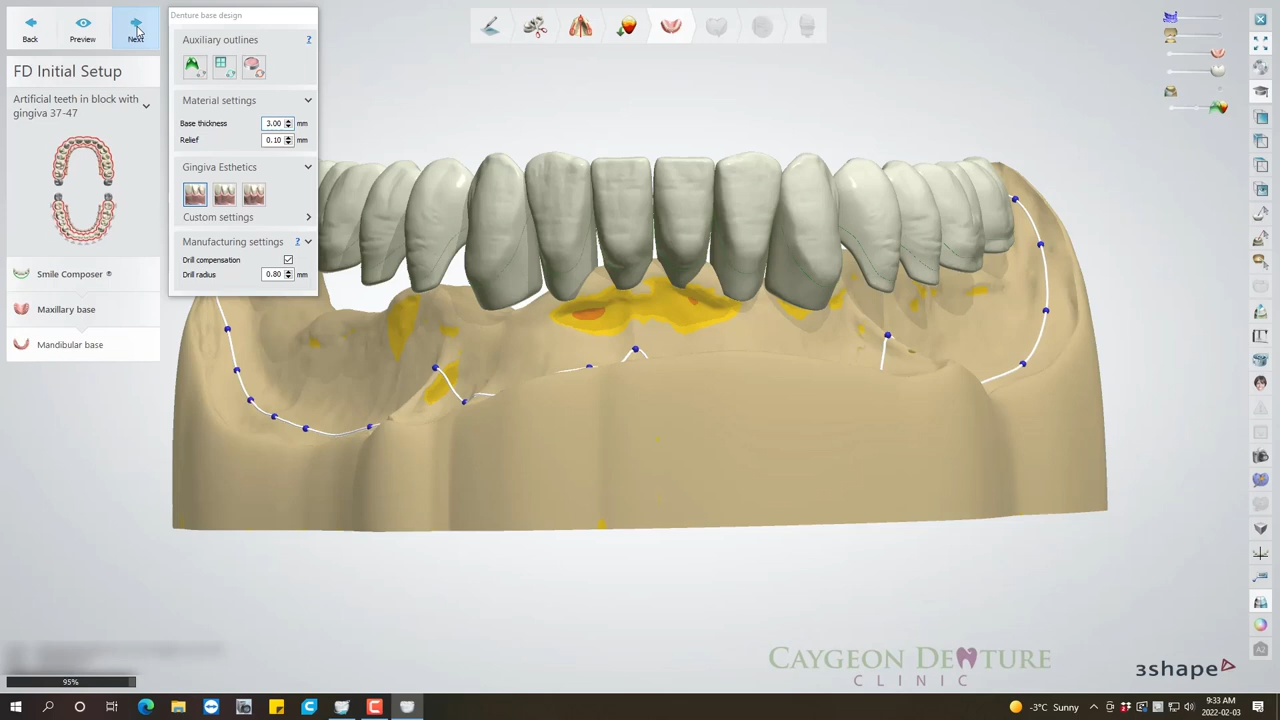 Back
Preview
Next
FD Initial Setup
Artificial teeth in block with
gingiva 37-47
Smile Composer ®
Maxillary base
Mandibular base
Denture base design
Auxiliary outlines ?
Material settings
Base thickness 3.00 mm
Relief 0.10 mm
Gingiva Esthetics
Custom settings
Manufacturing settings ?
Drill compensation
Drill radius 0.80 mm
A2
CAYGEON DENTURE
CLINIC
3shape
95%
-3°C Sunny
9:33 AM
2022-02-03